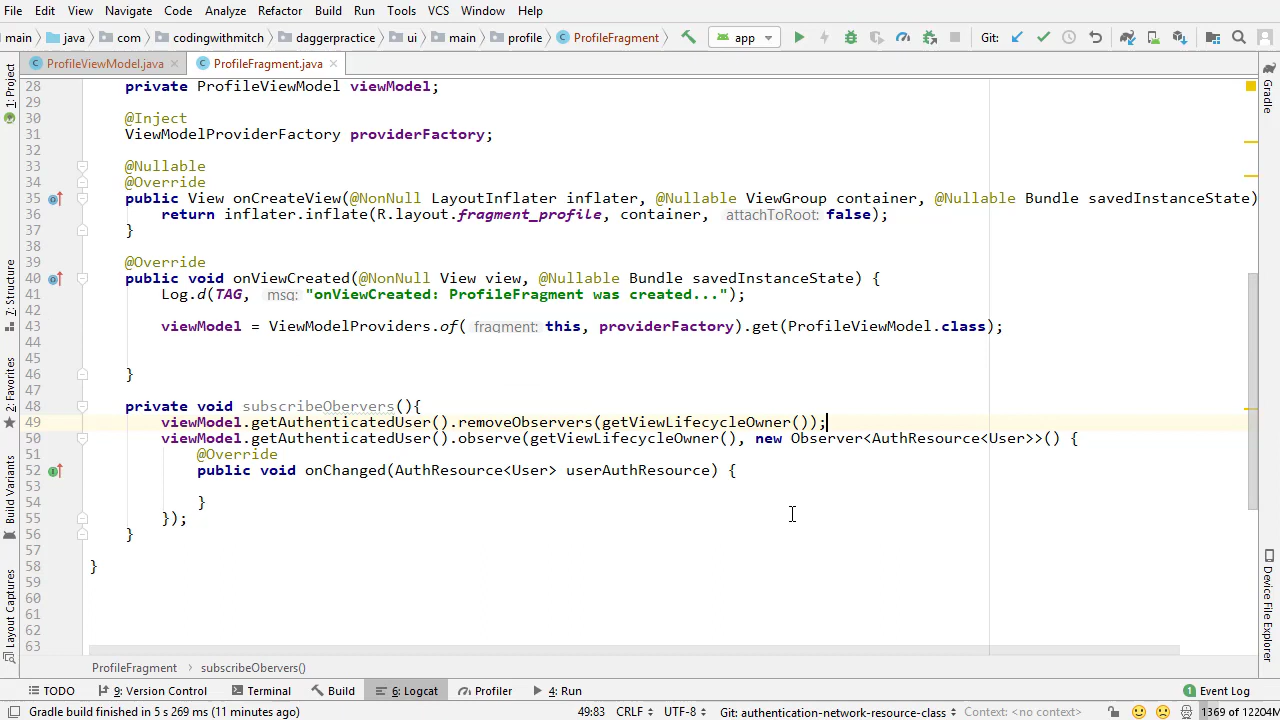 File Edit View Navigate Code Analyze Refactor Build Run Tools VCS Window Help
main java com codingwithmitch daggerpractice ui main profile ProfileFragment app Git:
ProfileViewModel.java ProfileFragment.java
28 private ProfileViewModel viewModel;
29
30 @Inject
31 ViewModelProviderFactory providerFactory;
32
33 @Nullable
34 @Override
35 public View onCreateView(@NonNull LayoutInflater inflater, @Nullable ViewGroup container, @Nullable Bundle savedInstanceState)
36 return inflater.inflate(R.layout.fragment_profile, container, attachToRoot: false);
37 }
38
39 @Override
40 public void onViewCreated(@NonNull View view, @Nullable Bundle savedInstanceState) {
41 Log.d(TAG, msg: "onViewCreated: ProfileFragment was created...");
42
43 viewModel = ViewModelProviders.of( fragment: this, providerFactory).get(ProfileViewModel.class);
44
45
46 }
47
48 private void subscribeObervers(){
49 viewModel.getAuthenticatedUser().removeObservers(getViewLifecycleOwner());
50 viewModel.getAuthenticatedUser().observe(getViewLifecycleOwner(), new Observer<AuthResource<User>>() {
51 @Override
52 public void onChanged(AuthResource<User> userAuthResource) {
53
54 }
55 });
56 }
57
58 }
59
60
61
62
63
1: Project
7: Structure
2: Favorites
Build Variants
Layout Captures
Gradle
Device File Explorer
ProfileFragment subscribeObervers()
TODO 9: Version Control Terminal Build 6: Logcat Profiler 4: Run 1 Event Log
Gradle build finished in 5 s 269 ms (11 minutes ago) 49:83 CRLF UTF-8 Git: authentication-network-resource-class Context: <no context> 1369 of 12204M